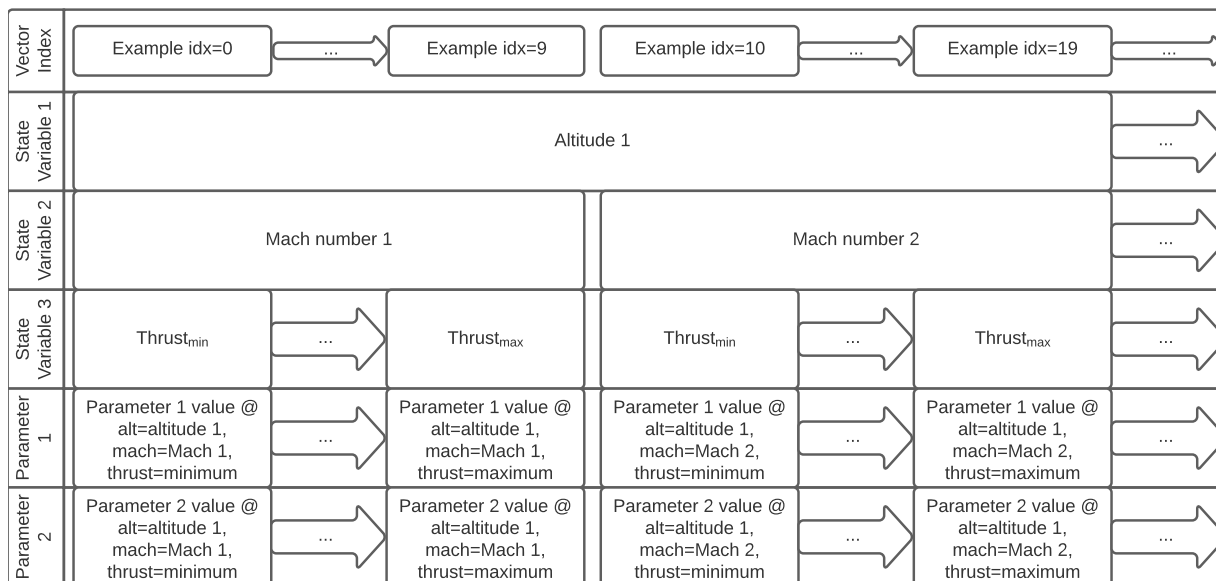 Vector
Index
Example idx=0
...
Example idx=9
Example idx=10
...
Example idx=19
...
State
Variable 1
Altitude 1
...
State
Variable 2
Mach number 1
Mach number 2
...
State
Variable 3
Thrustmin
...
Thrustmax
Thrustmin
...
Thrustmax
...
Parameter
1
Parameter 1 value @
alt=altitude 1,
mach=Mach 1,
thrust=minimum
...
Parameter 1 value @
alt=altitude 1,
mach=Mach 1,
thrust=maximum
Parameter 1 value @
alt=altitude 1,
mach=Mach 2,
thrust=minimum
...
Parameter 1 value @
alt=altitude 1,
mach=Mach 2,
thrust=maximum
...
Parameter
2
Parameter 2 value @
alt=altitude 1,
mach=Mach 1,
thrust=minimum
...
Parameter 2 value @
alt=altitude 1,
mach=Mach 1,
thrust=maximum
Parameter 2 value @
alt=altitude 1,
mach=Mach 2,
thrust=minimum
...
Parameter 2 value @
alt=altitude 1,
mach=Mach 2,
thrust=maximum
...